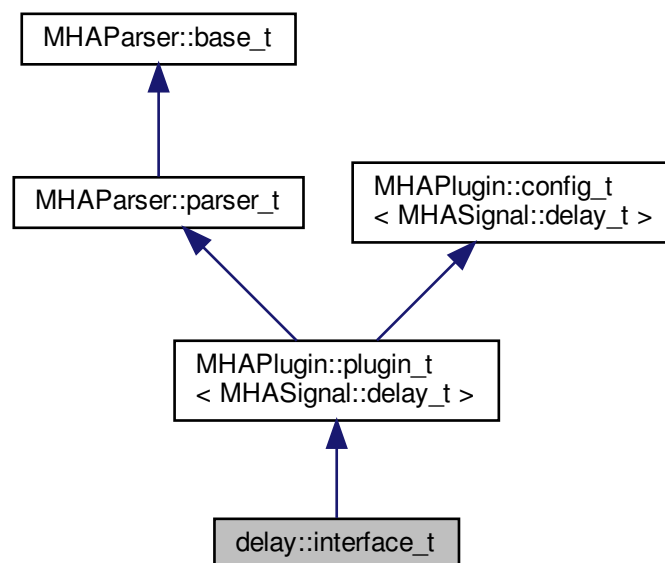 MHAParser::base_t
MHAParser::parser_t
MHAPlugin::config_t
< MHASignal::delay_t >
MHAPlugin::plugin_t
< MHASignal::delay_t >
delay::interface_t